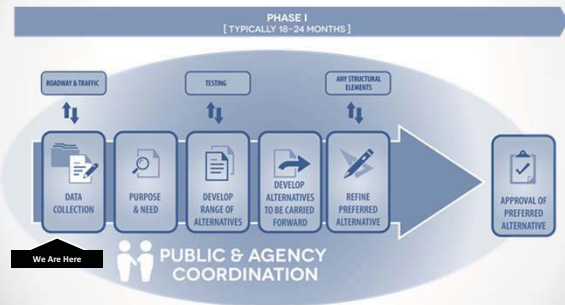 PHASE I
[ TYPICALLY 18-24 MONTHS ]
ROADWAY & TRAFFIC
TESTING
ANY STRUCTURAL
ELEMENTS
DATA
COLLECTION
PURPOSE
& NEED
DEVELOP
RANGE OF
ALTERNATIVES
DEVELOP
ALTERNATIVES
TO BE CARRIED
FORWARD
REFINE
PREFERRED
ALTERNATIVE
APPROVAL OF
PREFERRED
ALTERNATIVE
We Are Here
PUBLIC & AGENCY
COORDINATION